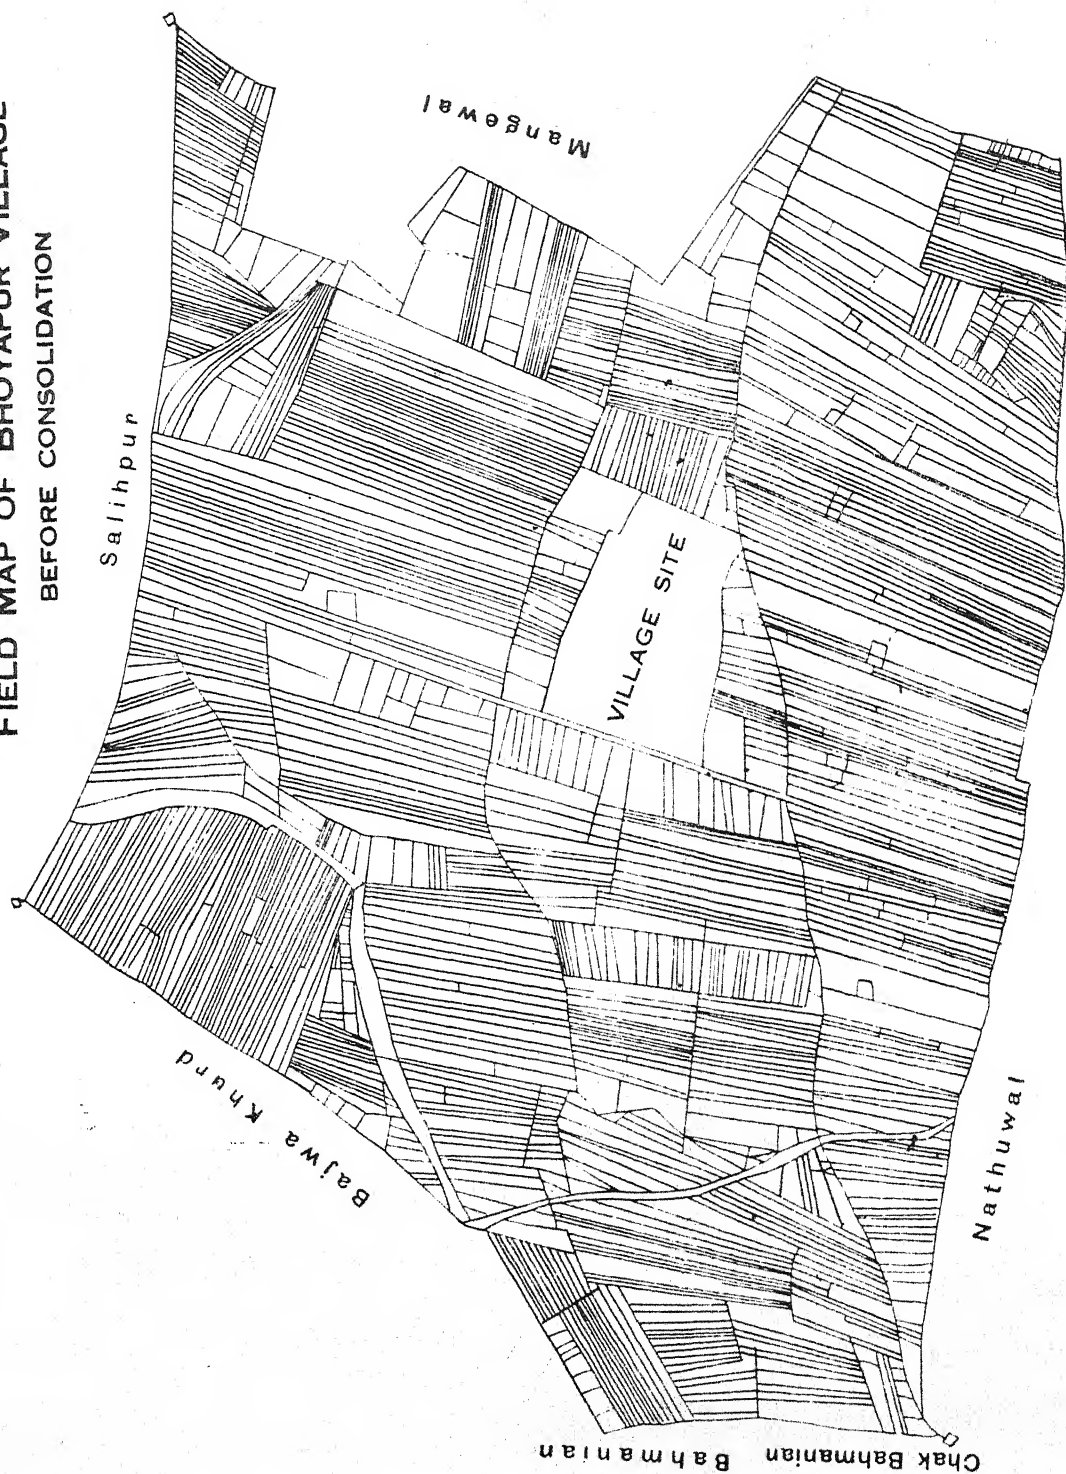 FIELD MAP OF BHOYAPUR VILLAGE
BEFORE CONSOLIDATION
Salihpur
Mangewal
VILLAGE SITE
Bajwa Khurd
Nathuwal
Bahmanian
Chak Bahmanian